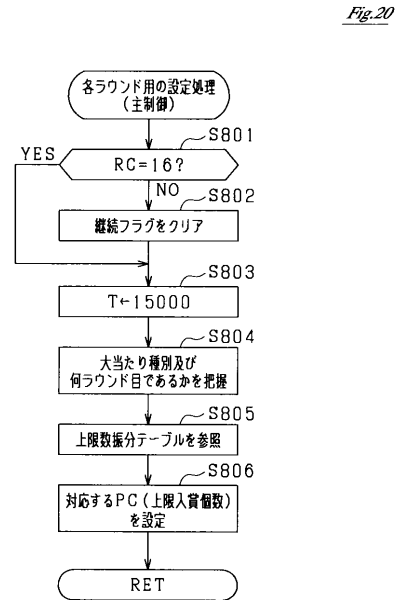 Fig.20
各ラウンド用の設定処理
(主制御)
S801
YES
RC=16?
NO
S802
継続フラグをクリア
S803
T←15000
S804
大当たり種別及び
何ラウンド目であるかを把握
S805
上限数振分テーブルを参照
S806
対応するPC(上限入賞個数)
を設定
RET